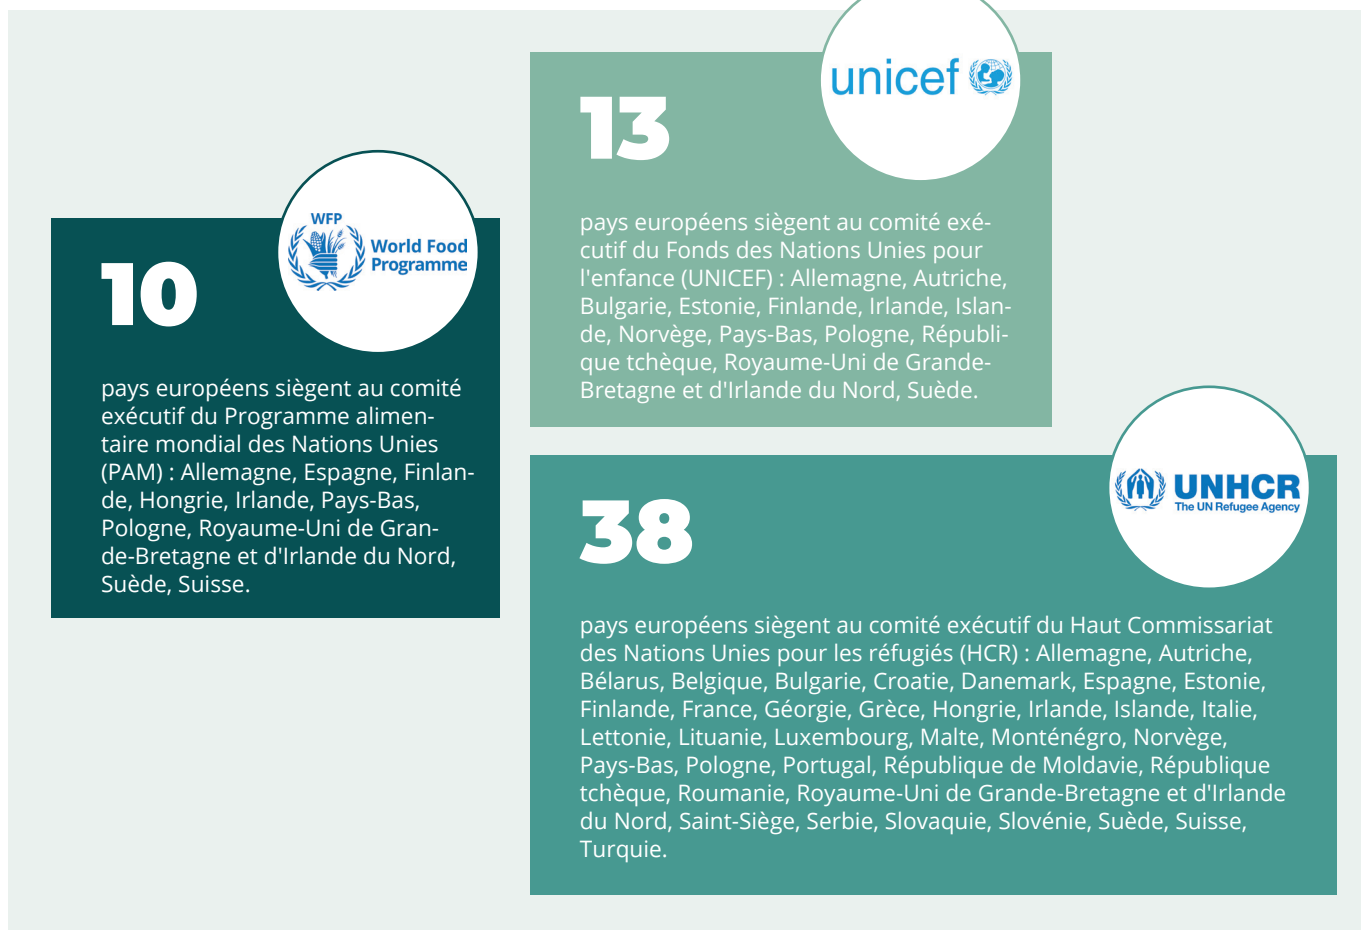 WFP
World Food
Programme
10
pays européens siègent au comité
exécutif du Programme alimen-
taire mondial des Nations Unies
(PAM) : Allemagne, Espagne, Finlan-
de, Hongrie, Irlande, Pays-Bas,
Pologne, Royaume-Uni de Gran-
de-Bretagne et d'Irlande du Nord,
Suède, Suisse.
unicef
13
pays européens siègent au comité exé-
cutif du Fonds des Nations Unies pour
l'enfance (UNICEF) : Allemagne, Autriche,
Bulgarie, Estonie, Finlande, Irlande, Islan-
de, Norvège, Pays-Bas, Pologne, Républi-
que tchèque, Royaume-Uni de Grande-
Bretagne et d'Irlande du Nord, Suède.
UNHCR
The UN Refugee Agency
38
pays européens siègent au comité exécutif du Haut Commissariat
des Nations Unies pour les réfugiés (HCR) : Allemagne, Autriche,
Bélarus, Belgique, Bulgarie, Croatie, Danemark, Espagne, Estonie,
Finlande, France, Géorgie, Grèce, Hongrie, Irlande, Islande, Italie,
Lettonie, Lituanie, Luxembourg, Malte, Monténégro, Norvège,
Pays-Bas, Pologne, Portugal, République de Moldavie, République
tchèque, Roumanie, Royaume-Uni de Grande-Bretagne et d'Irlande
du Nord, Saint-Siège, Serbie, Slovaquie, Slovénie, Suède, Suisse,
Turquie.